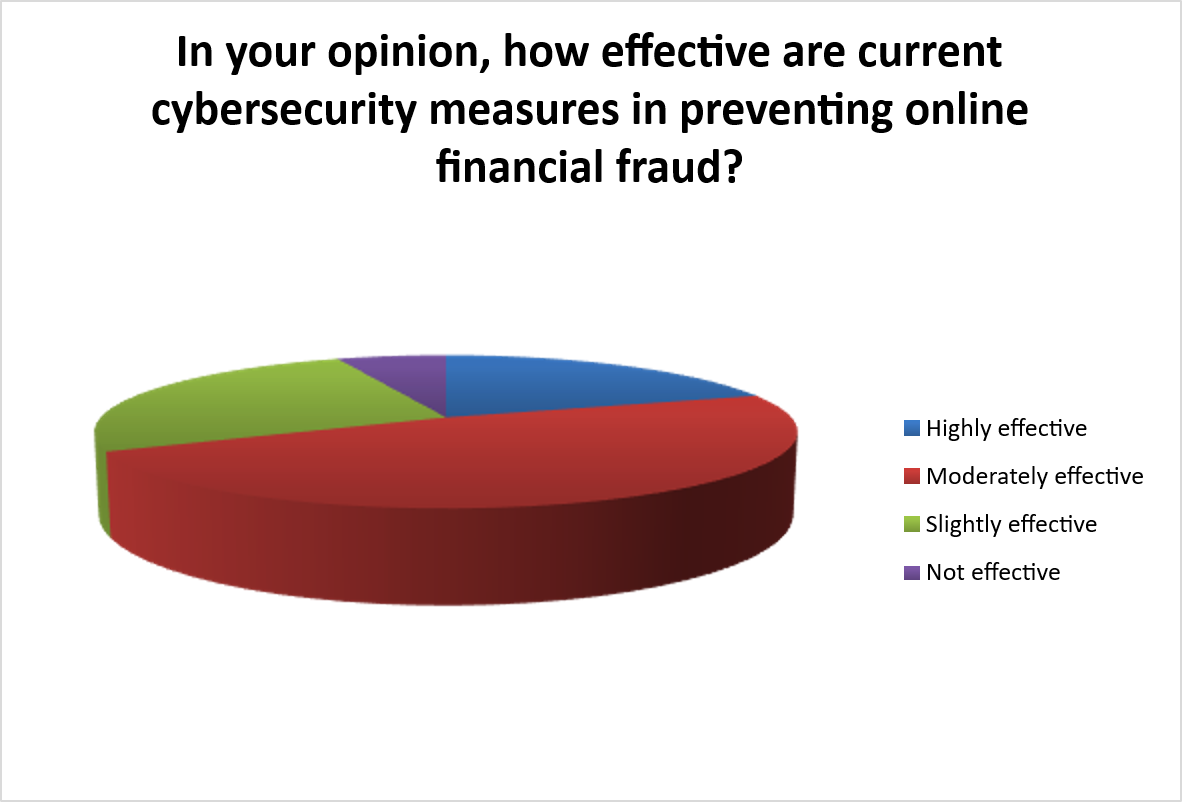 In your opinion, how effective are current
cybersecurity measures in preventing online
financial fraud?
Highly effective
Moderately effective
Slightly effective
Not effective